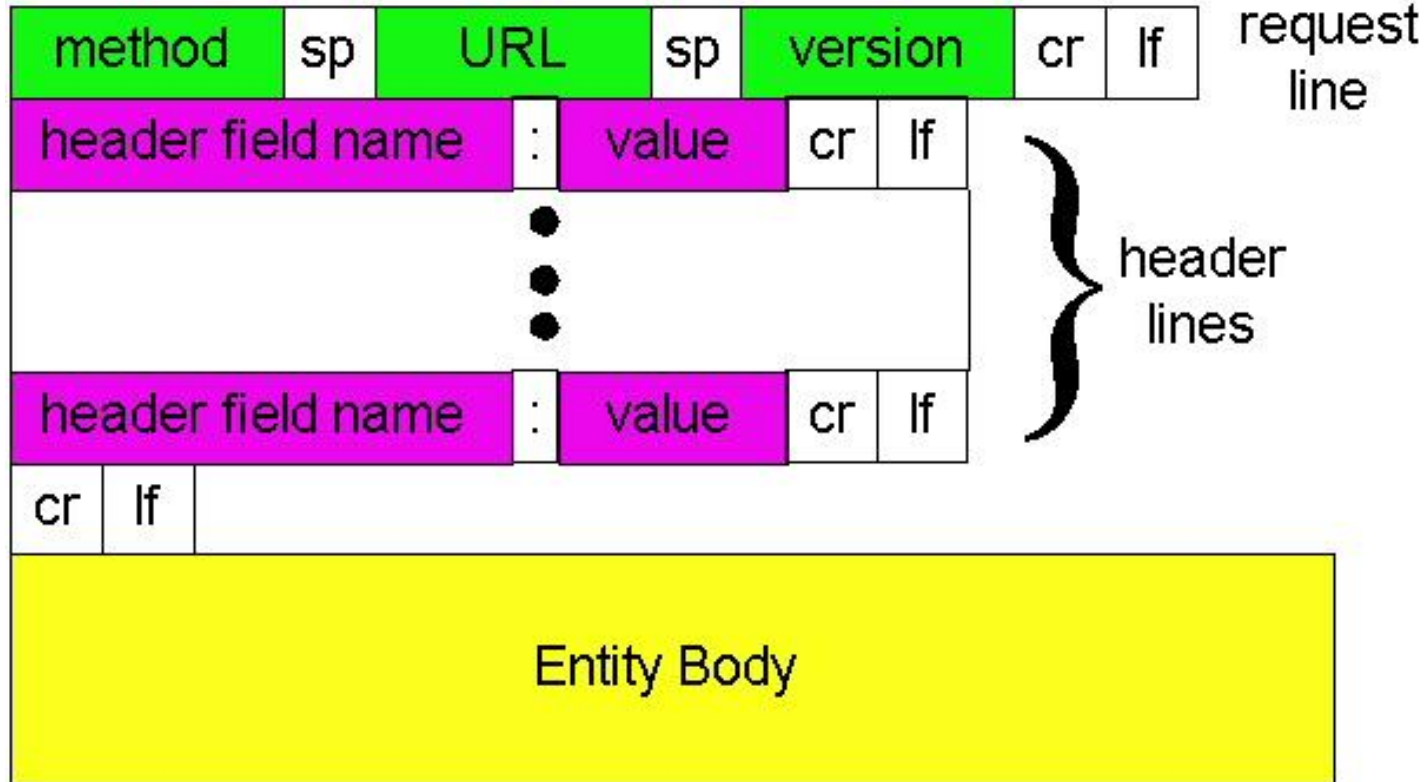 method sp URL sp version cr lf request
line
header field name : value cr lf
header
lines
header field name : value cr lf
cr lf
Entity Body